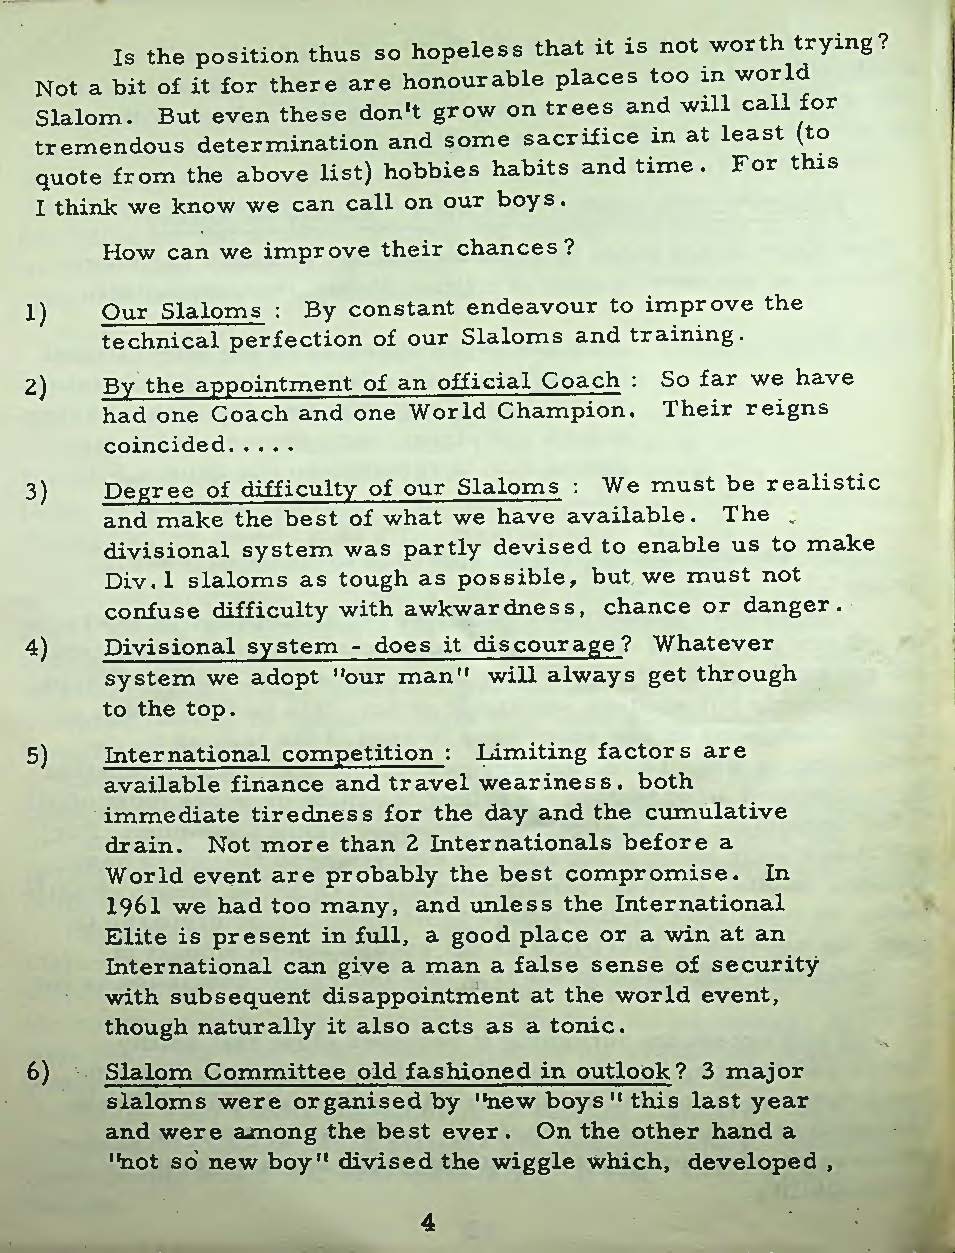 Is the position thus so hopeless that it is not worth trying?
Not a bit of it for there are honourable places too in world
Slalom. But even these don't grow on trees and will call for
tremendous determination and some sacrifice in at least (to
quote from the above list) hobbies habits and time. For this
I think we know we can call on our boys.
How can we improve their chances?
1) Our Slaloms : By constant endeavour to improve the
technical perfection of our Slaloms and training.
2) By the appointment of an official Coach : So far we have
had one Coach and one World Champion. Their reigns
coincided.....
3) Degree of difficulty of our Slaloms : We must be realistic
and make the best of what we have available. The
divisional system was partly devised to enable us to make
Div.1 slaloms as tough as possible, but we must not
confuse difficulty with awkwardness, chance or danger.
4) Divisional system - does it discourage? Whatever
system we adopt "our man" will always get through
to the top.
5) International competition : Limiting factors are
available finance and travel weariness. both
immediate tiredness for the day and the cumulative
drain. Not more than 2 Internationals before a
World event are probably the best compromise. In
1961 we had too many, and unless the International
Elite is present in full, a good place or a win at an
International can give a man a false sense of security
with subsequent disappointment at the world event,
though naturally it also acts as a tonic.
6) Slalom Committee old fashioned in outlook? 3 major
slaloms were organised by "new boys" this last year
and were among the best ever. On the other hand a
"not so new boy" divised the wiggle which, developed ,
4